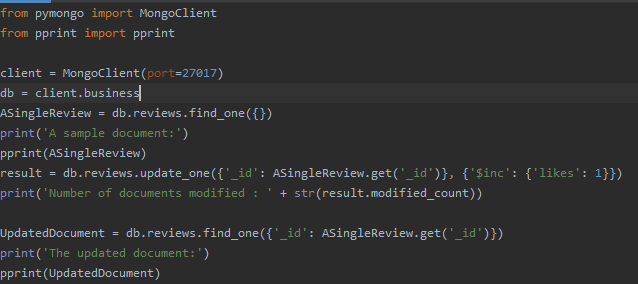 from pymongo import MongoClient
from pprint import pprint
client = MongoClient(port=27017)
db = client.business
ASingleReview = db.reviews.find_one({})
print('A sample document:')
pprint(ASingleReview)
result = db.reviews.update_one({'_id': ASingleReview.get('_id')}, {'$inc': {'likes': 1}})
print('Number of documents modified : ' + str(result.modified_count))
UpdatedDocument = db.reviews.find_one({'_id': ASingleReview.get('_id')})
print('The updated document:')
pprint(UpdatedDocument)